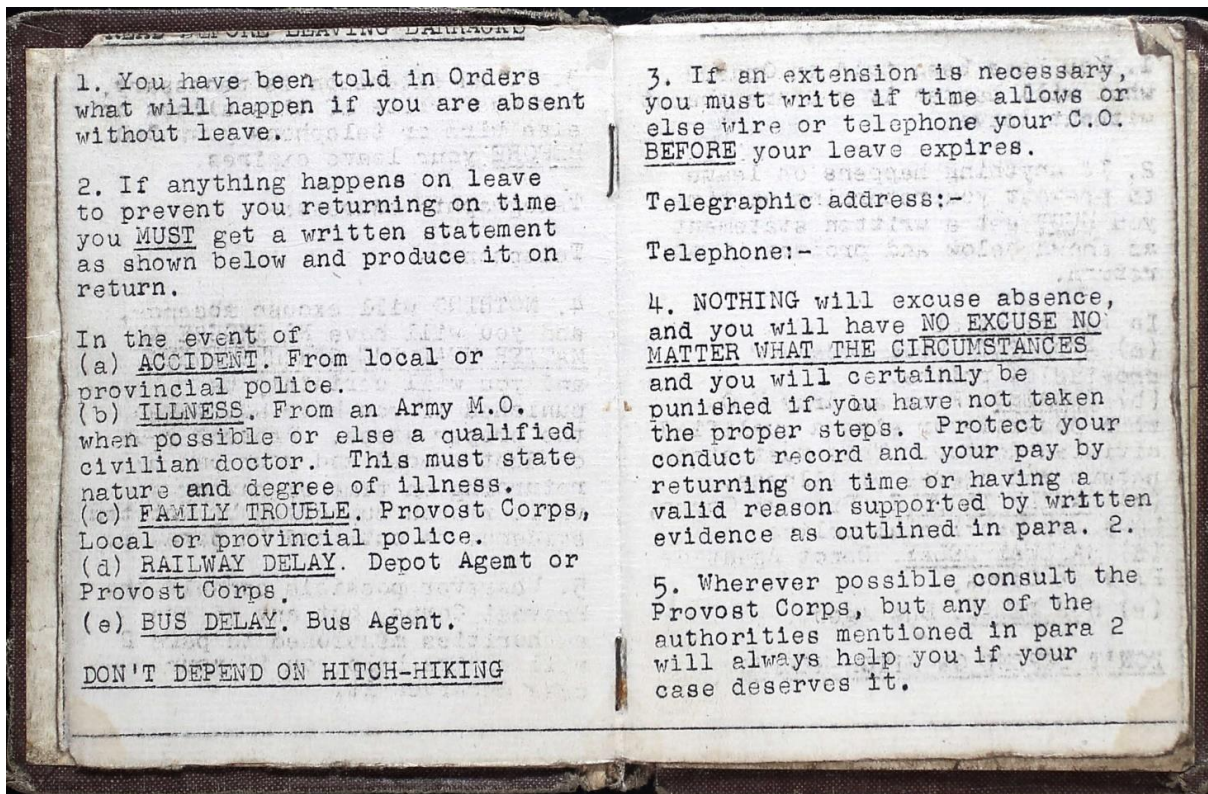 READ BEFORE LEAVING BARRACKS
1. You have been told in Orders
what will happen if you are absent
without leave.
2. If anything happens on leave
to prevent you returning on time
you MUST get a written statement
as shown below and produce it on
return.
In the event of
(a) ACCIDENT. From local or
provincial police.
(b) ILLNESS. From an Army M.O.
when possible or else a qualified
civilian doctor. This must state
nature and degree of illness.
(c) FAMILY TROUBLE. Provost Corps,
Local or provincial police.
(d) RAILWAY DELAY. Depot Agent or
Provost Corps.
(e) BUS DELAY. Bus Agent.
DON'T DEPEND ON HITCH-HIKING
3. If an extension is necessary,
you must write if time allows or
else wire or telephone your C.O.
BEFORE your leave expires.
Telegraphic address:-
Telephone:-
4. NOTHING will excuse absence,
and you will have NO EXCUSE NO
MATTER WHAT THE CIRCUMSTANCES
and you will certainly be
punished if you have not taken
the proper steps. Protect your
conduct record and your pay by
returning on time or having a
valid reason supported by written
evidence as outlined in para. 2.
5. Wherever possible consult the
Provost Corps, but any of the
authorities mentioned in para 2
will always help you if your
case deserves it.